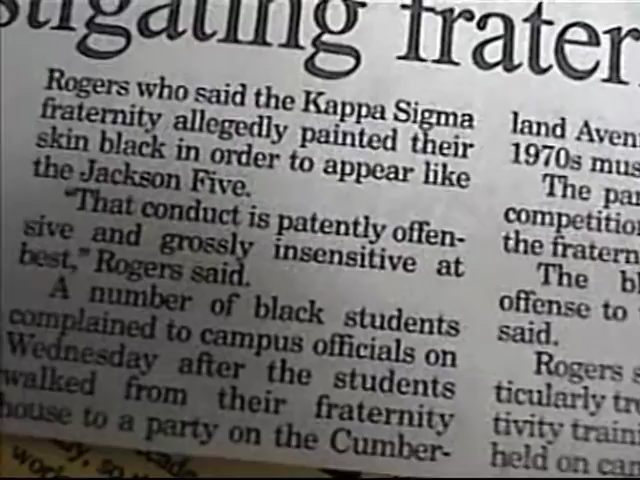 stigating frater
Rogers who said the Kappa Sigma
fraternity allegedly painted their
skin black in order to appear like
the Jackson Five.
"That conduct is patently offen-
sive and grossly insensitive at
best," Rogers said.
A number of black students
complained to campus officials on
Wednesday after the students
walked from their fraternity
house to a party on the Cumber-
land Aven
1970s mus
The par
competitio
the fratern
The bl
offense to
said.
Rogers s
ticularly tr
tivity traini
held on cam